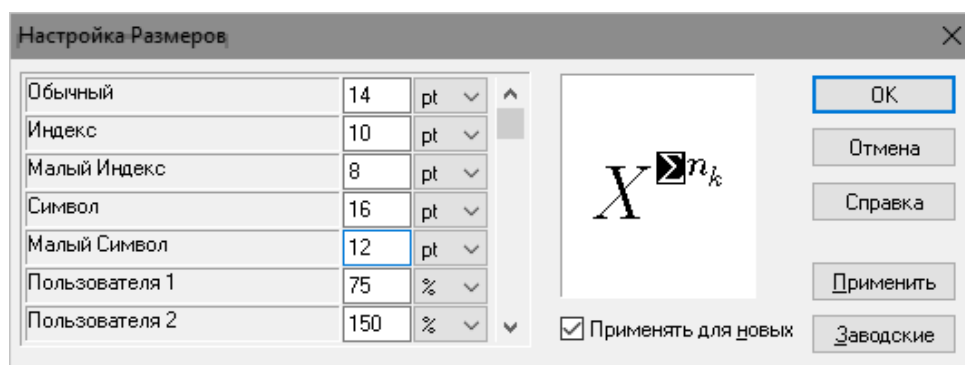 Настройка Размеров
Обычный 14 pt
Индекс 10 pt
Малый Индекс 8 pt
Символ 16 pt
Малый Символ 12 pt
Пользователя 1 75 %
Пользователя 2 150 %
X Σ n k
Применять для новых
OK
Отмена
Справка
Применить
Заводские